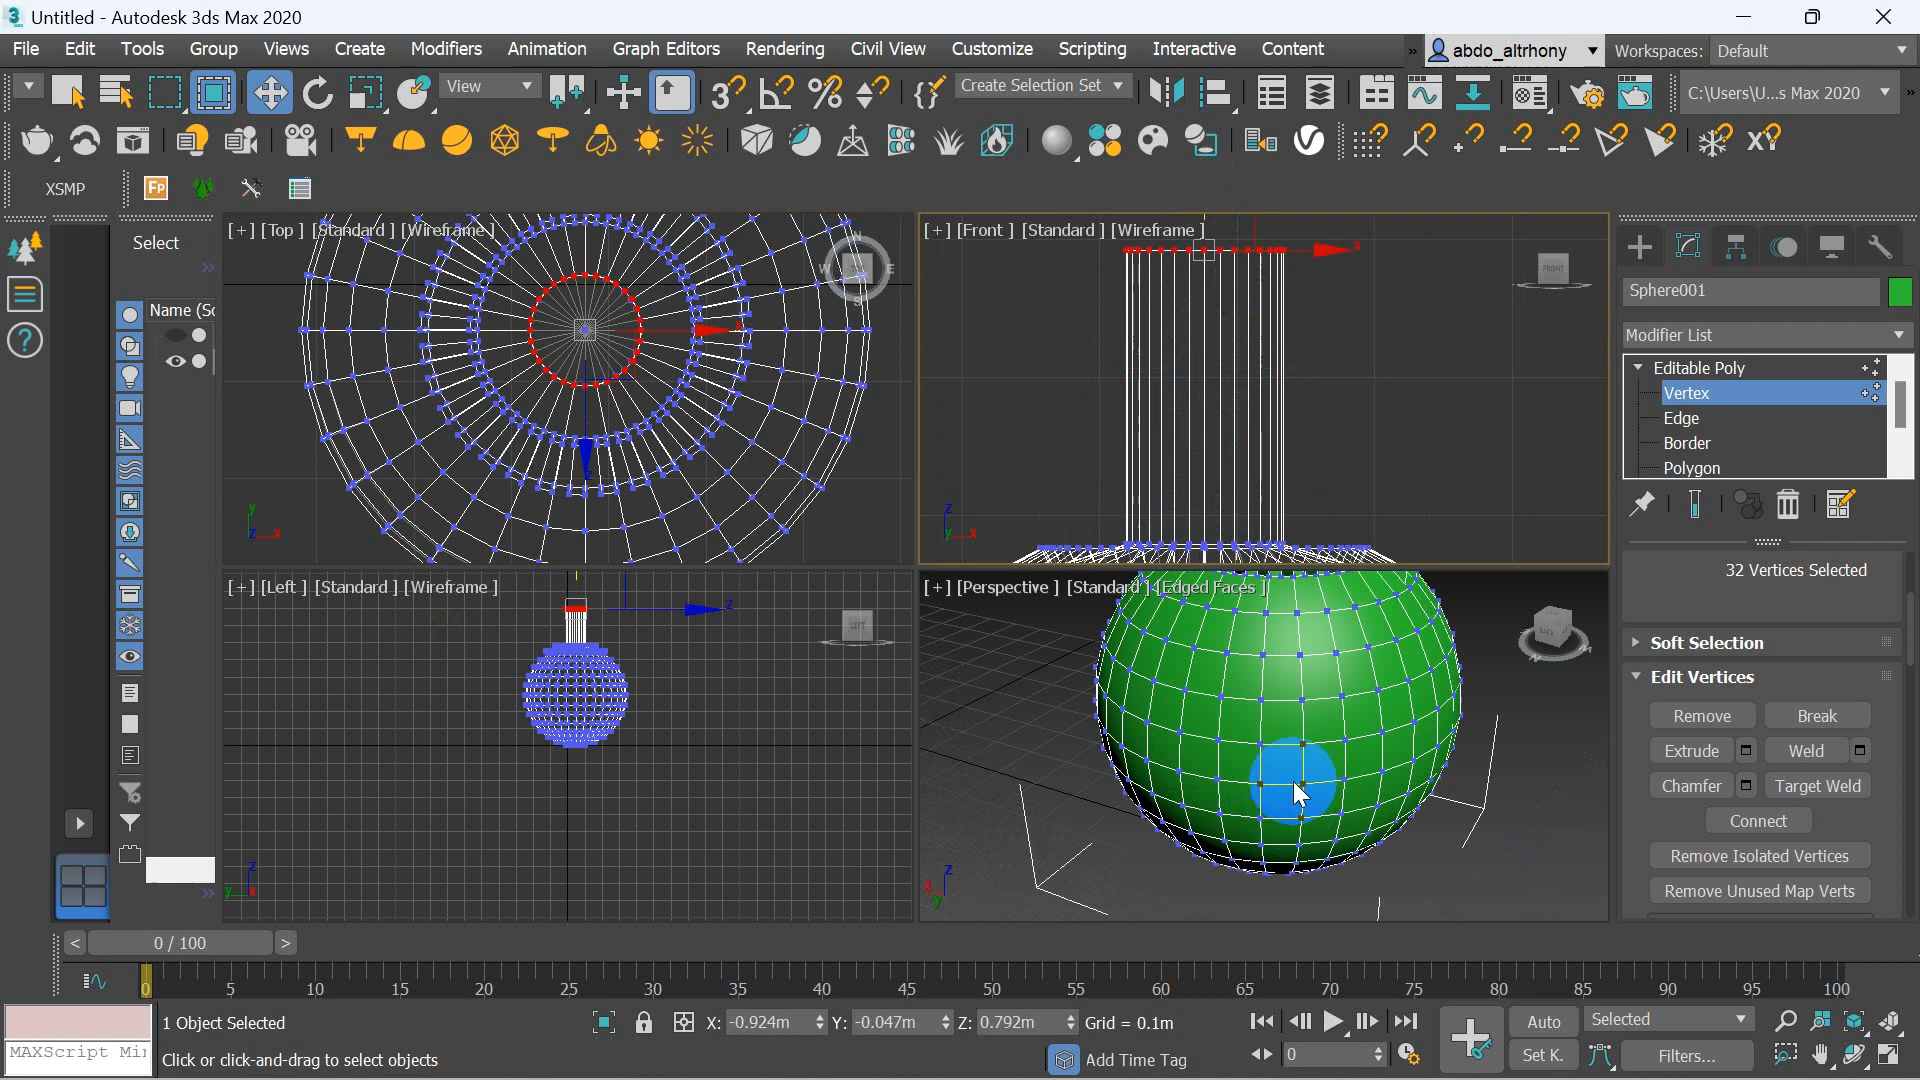 Untitled - Autodesk 3ds Max 2020
File Edit Tools Group Views Create Modifiers Animation Graph Editors Rendering Civil View Customize Scripting Interactive Content
abdo_altrhony
Workspaces: Default
View
Create Selection Set
C:\Users\U...s Max 2020
XSMP
Fp
Select
Name (Sc
[+] [Top ] [Standard ] [Wireframe ]
[+] [Front ] [Standard ] [Wireframe ]
FRONT
[+] [Left ] [Standard ] [Wireframe ]
LEFT
[+] [Perspective ] [Standard ] [Edged Faces ]
Sphere001
Modifier List
Editable Poly
Vertex
Edge
Border
Polygon
32 Vertices Selected
Soft Selection
Edit Vertices
Remove Break
Extrude Weld
Chamfer Target Weld
Connect
Remove Isolated Vertices
Remove Unused Map Verts
< 0 / 100 >
0 5 10 15 20 25 30 35 40 45 50 55 60 65 70 75 80 85 90 95 100
1 Object Selected
X: -0.924m Y: -0.047m Z: 0.792m Grid = 0.1m
Auto Selected
MAXScript Mi
Click or click-and-drag to select objects
Add Time Tag
0
Set K. Filters...